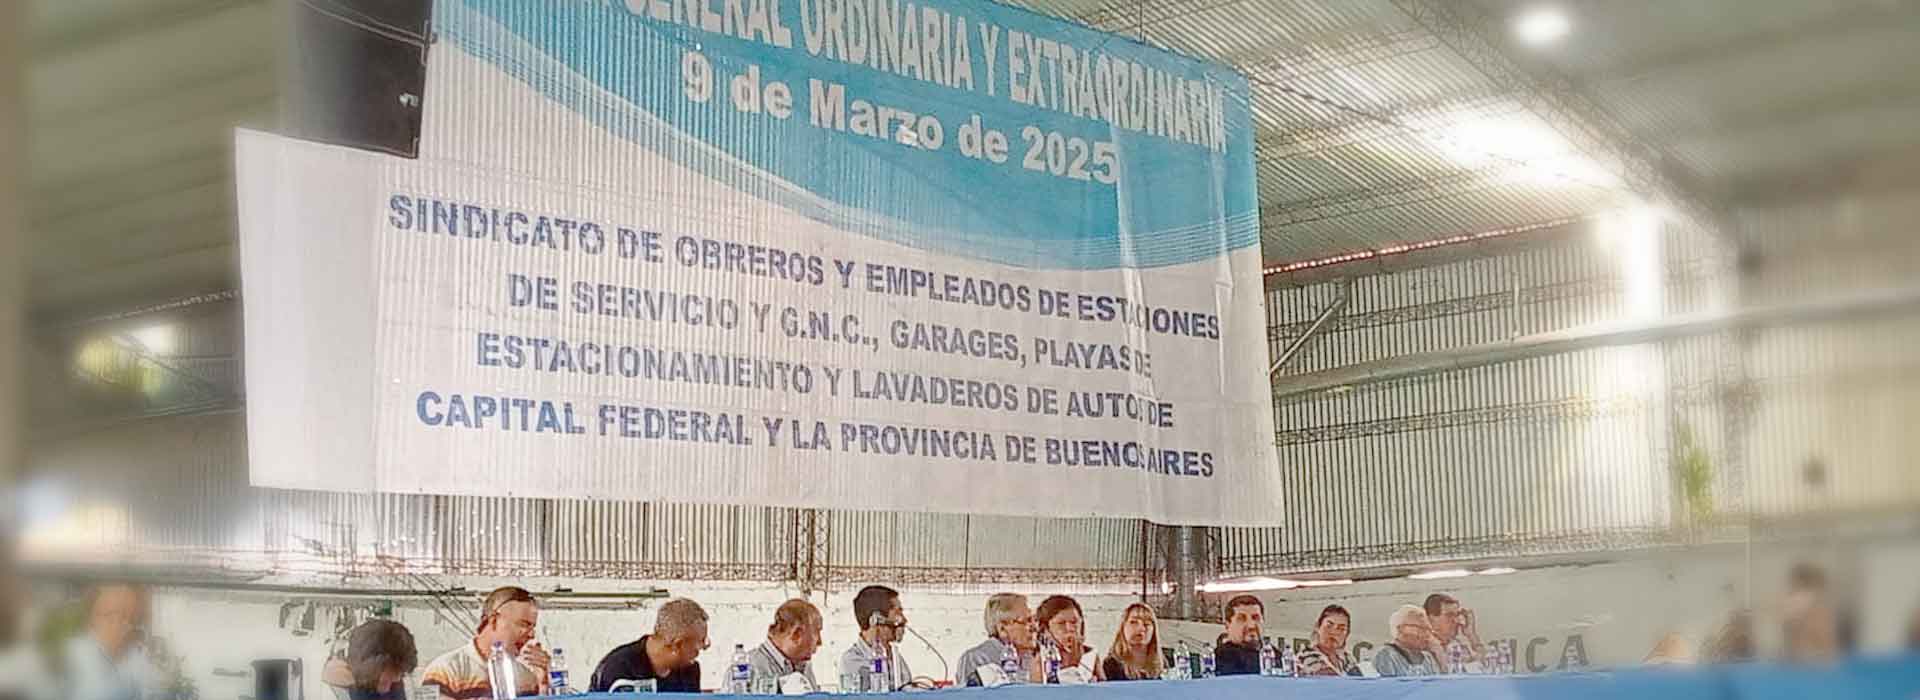 GENERAL ORDINARIA Y EXTRAORDINARIA
9 de Marzo de 2025
SINDICATO DE OBREROS Y EMPLEADOS DE ESTACIONES
DE SERVICIO Y G.N.C., GARAGES, PLAYAS DE
ESTACIONAMIENTO Y LAVADEROS DE AUTOS DE
CAPITAL FEDERAL Y LA PROVINCIA DE BUENOS AIRES